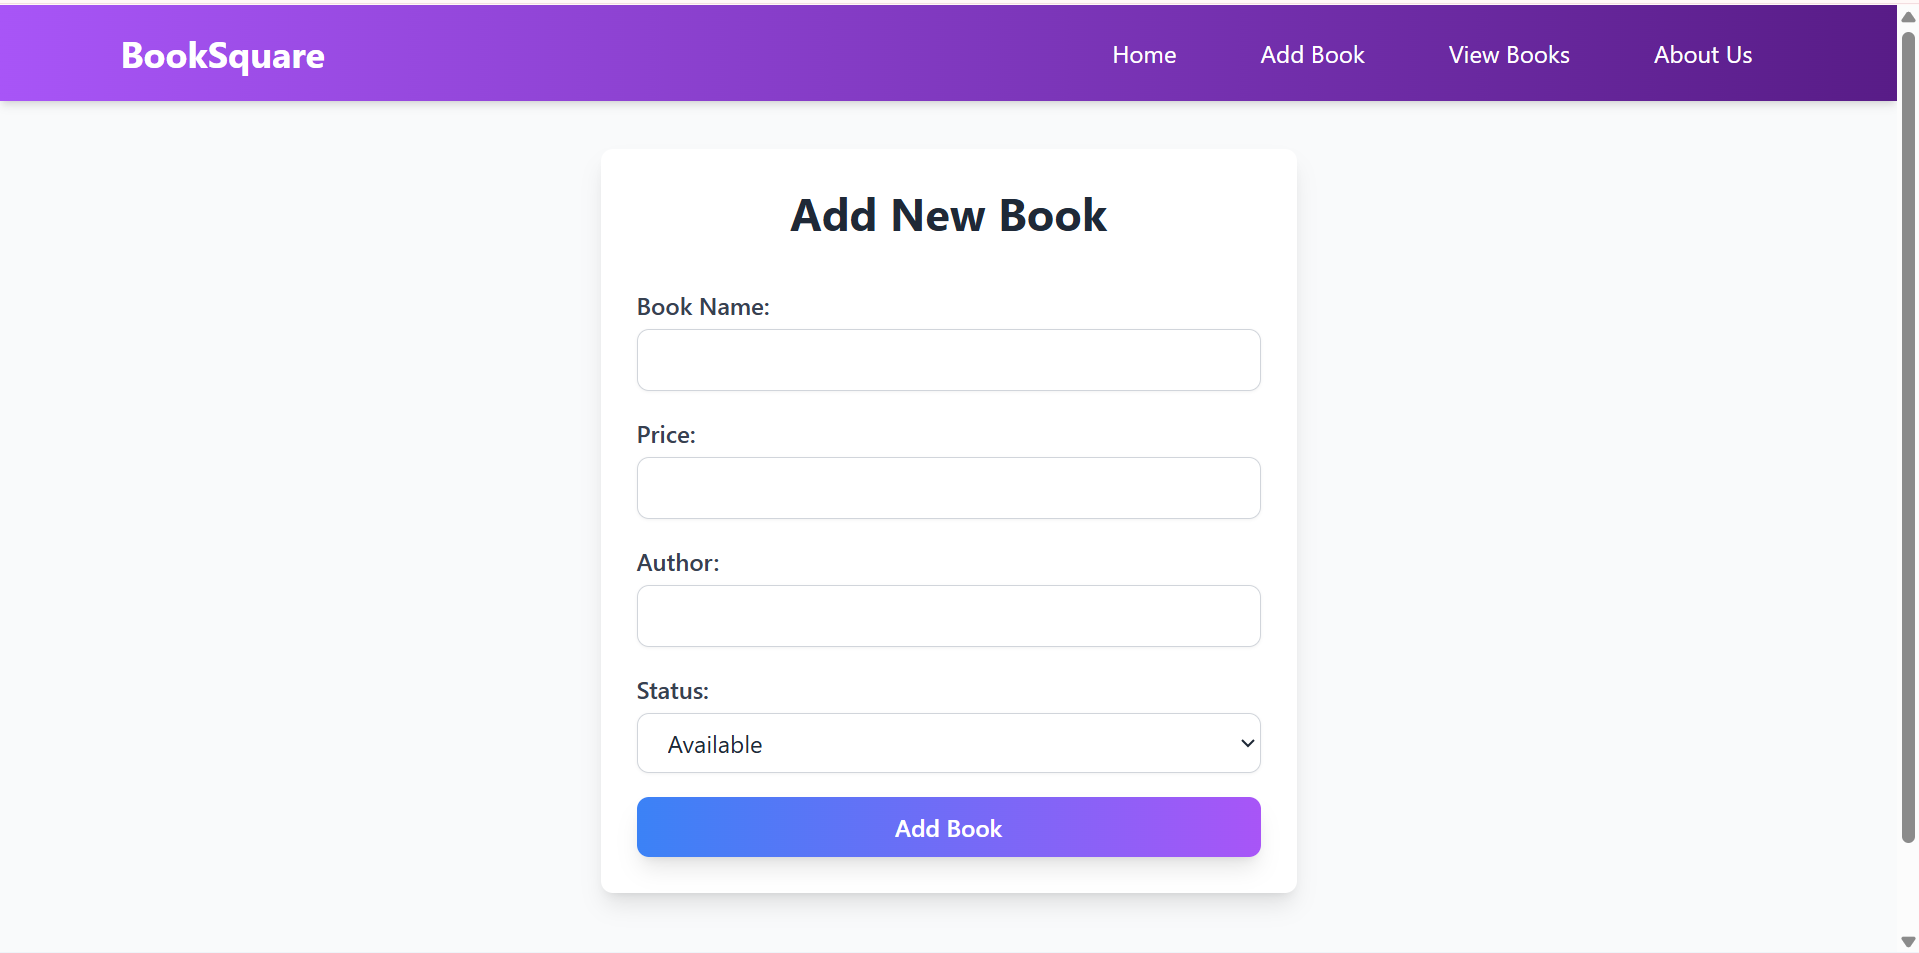 BookSquare Home Add Book View Books About Us
Add New Book
Book Name:
Price:
Author:
Status:
Available
Add Book